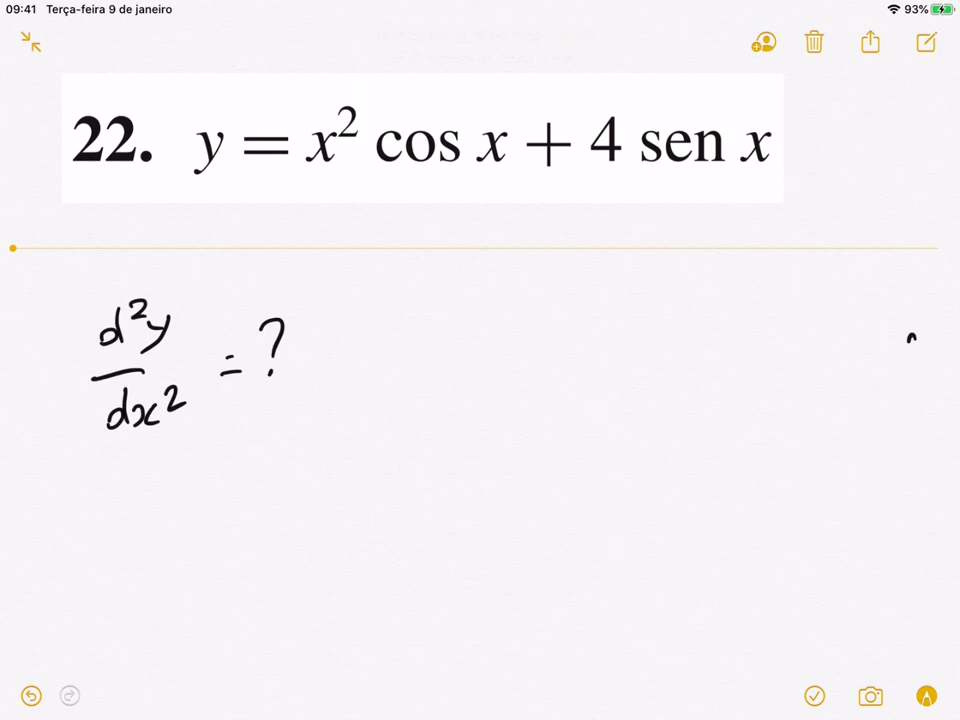 09:41 Terça-feira 9 de janeiro 93%
22. y = x² cos x + 4 sen x
d²y
= ?
dx²